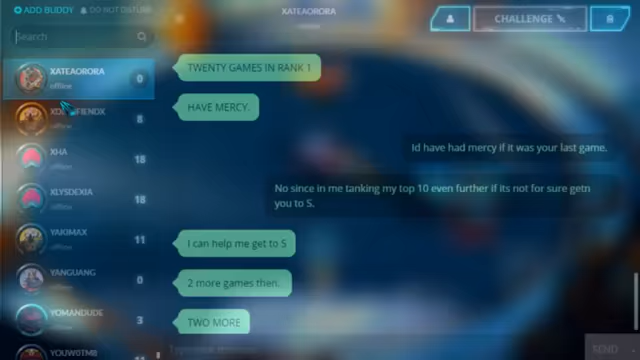 ADD BUDDY
DO NOT DISTURB
XATEAORORA
CHALLENGE
Search
XATEAORORA
0
offline
8
XHA
18
offline
XLYSDEXIA
18
offline
YAKIMAX
11
offline
YANGUANG
0
offline
YOMANDUDE
3
offline
YOUW0TM8
TWENTY GAMES IN RANK 1
HAVE MERCY.
Id have had mercy if it was your last game.
No since in me tanking my top 10 even further if its not for sure getn
you to S.
I can help me get to S
2 more games then.
TWO MORE
SEND